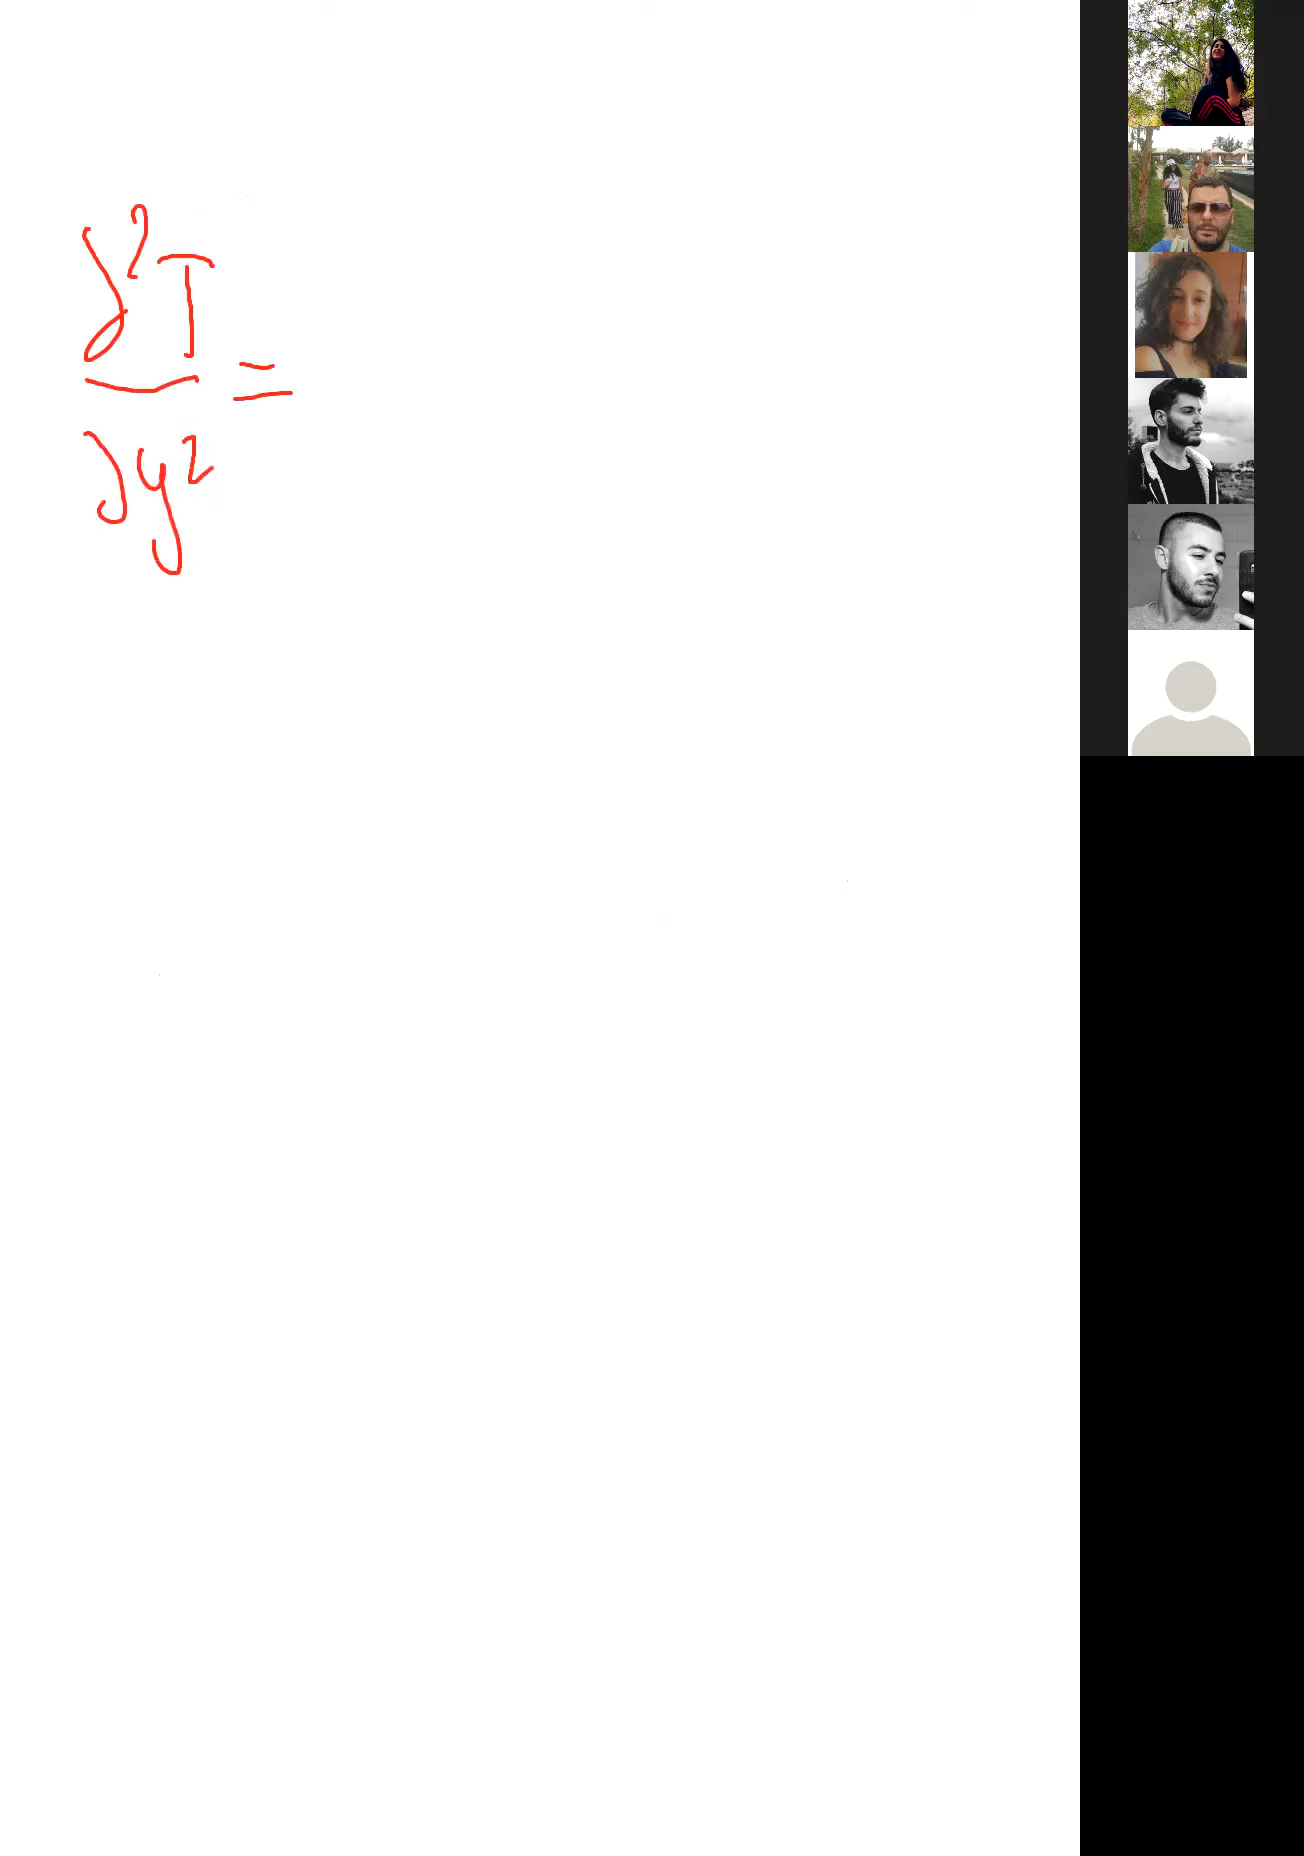 ∂²T
=
∂y²